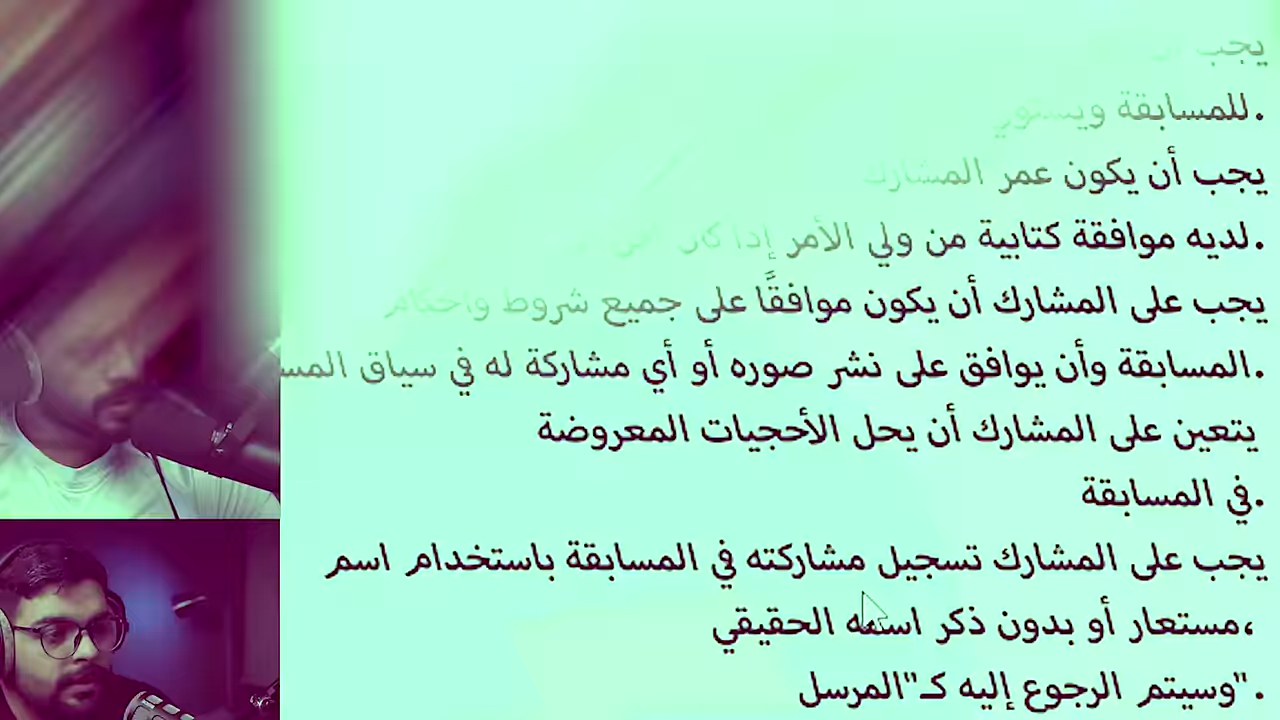 يجب أن
.للمسابقة
يجب أن يكون عمر المشارك
.لديه موافقة كتابية من ولي الأمر إذا كان
يجب على المشارك أن يكون موافقًا على جميع شروط واحكام
.المسابقة وأن يوافق على نشر صوره أو أي مشاركة له في سياق
يتعين على المشارك أن يحل الأحجيات المعروضة
.في المسابقة
يجب على المشارك تسجيل مشاركته في المسابقة باستخدام اسم
،مستعار أو بدون ذكر اسمه الحقيقي
."وسيتم الرجوع إليه كـ"المرسل